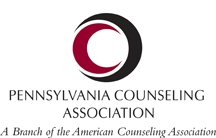 PENNSYLVANIA COUNSELING
ASSOCIATION
A Branch of the American Counseling Association